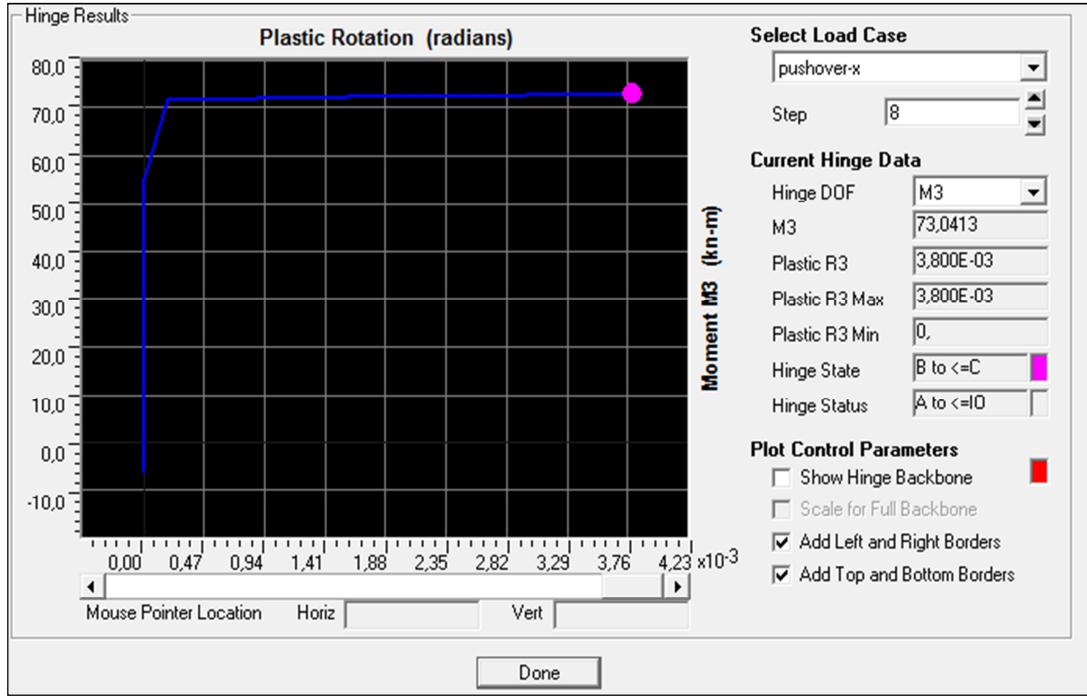 Hinge Results
Plastic Rotation (radians)
80,0
70,0
60,0
50,0
40,0
30,0
20,0
10,0
0,0
-10,0
Moment M3 (kn-m)
0,00 0,47 0,94 1,41 1,88 2,35 2,82 3,29 3,76 4,23 x10-3
Mouse Pointer Location Horiz Vert
Select Load Case
pushover-x
Step 8
Current Hinge Data
Hinge DOF M3
M3 73,0413
Plastic R3 3,800E-03
Plastic R3 Max 3,800E-03
Plastic R3 Min 0,
Hinge State B to <=C
Hinge Status A to <=IO
Plot Control Parameters
Show Hinge Backbone
Scale for Full Backbone
Add Left and Right Borders
Add Top and Bottom Borders
Done